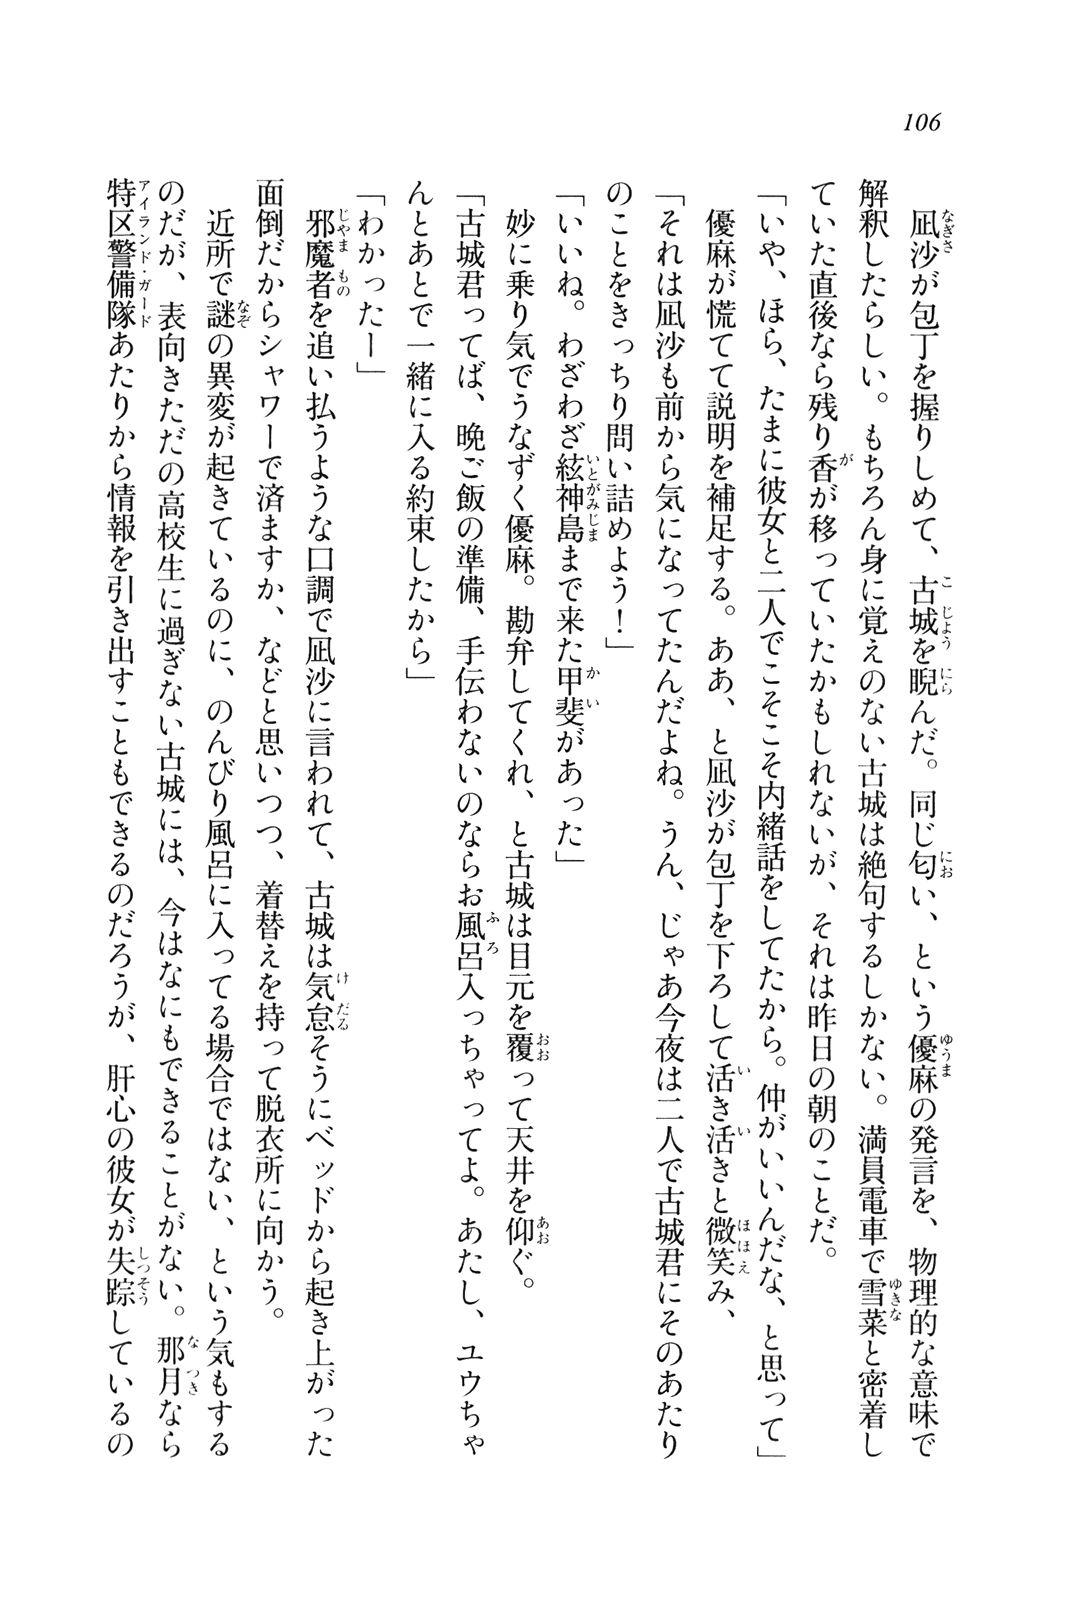 106
凪沙が包丁を握りしめて、古城を睨んだ。同じ匂い、という優麻の発言を、物理的な意味で
解釈したらしい。もちろん身に覚えのない古城は絶句するしかない。満員電車で雪菜と密着し
ていた直後なら残り香が移っていたかもしれないが、それは昨日の朝のことだ。
「いや、ほら、たまに彼女と二人でこそこそ内緒話をしてたから。仲がいいんだな、と思って」
優麻が慌てて説明を補足する。ああ、と凪沙が包丁を下ろして活き活きと微笑み、
「それは凪沙も前から気になってたんだよね。うん、じゃあ今夜は二人で古城君にそのあたり
のことをきっちり問い詰めよう！」
「いいね。わざわざ絃神島まで来た甲斐があった」
妙に乗り気でうなずく優麻。勘弁してくれ、と古城は目元を覆って天井を仰ぐ。
「古城君ってば、晩ご飯の準備、手伝わないのならお風呂入っちゃってよ。あたし、ユウちゃ
んとあとで一緒に入る約束したから」
「わかったー」
邪魔者を追い払うような口調で凪沙に言われて、古城は気怠そうにベッドから起き上がった
面倒だからシャワーで済ますか、などと思いつつ、着替えを持って脱衣所に向かう。
近所で謎の異変が起きているのに、のんびり風呂に入ってる場合ではない、という気もする
のだが、表向きただの高校生に過ぎない古城には、今はなにもできることがない。那月なら
特区警備隊あたりから情報を引き出すこともできるのだろうが、肝心の彼女が失踪しているの